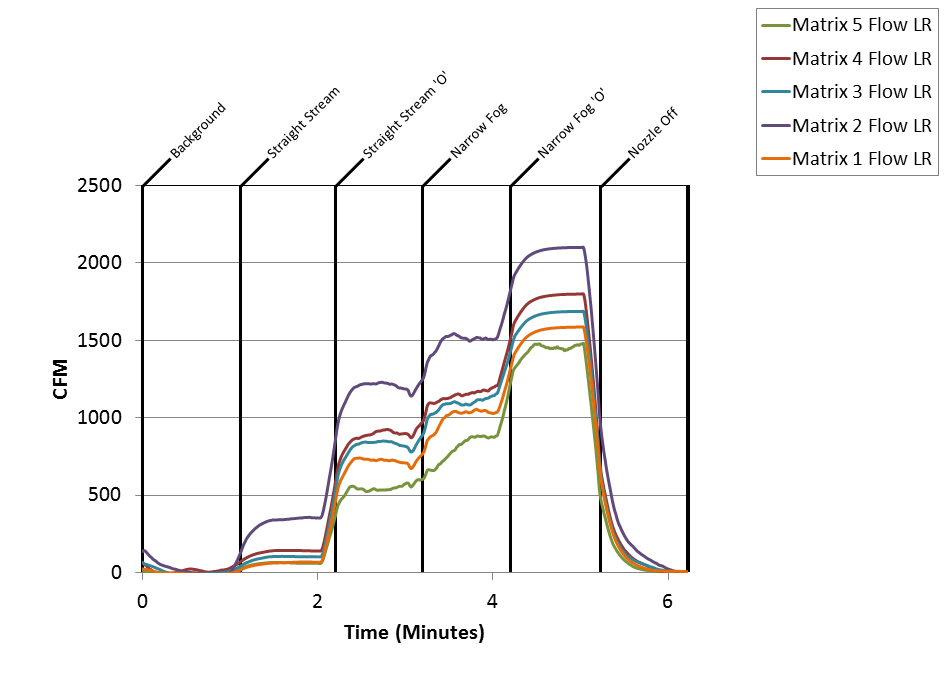 Matrix 5 Flow LR
Matrix 4 Flow LR
Matrix 3 Flow LR
Matrix 2 Flow LR
Matrix 1 Flow LR
Background
Straight Stream
Straight Stream 'O'
Narrow Fog
Narrow Fog 'O'
Nozzle Off
2500
2000
1500
1000
500
0
CFM
0 2 4 6
Time (Minutes)